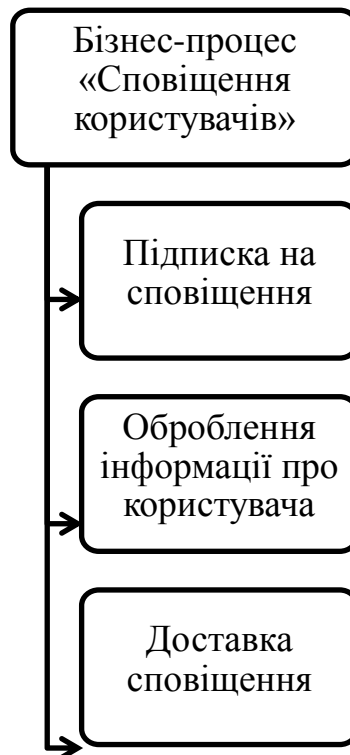 Бізнес-процес
«Сповіщення
користувачів»
Підписка на
сповіщення
Оброблення
інформації про
користувача
Доставка
сповіщення